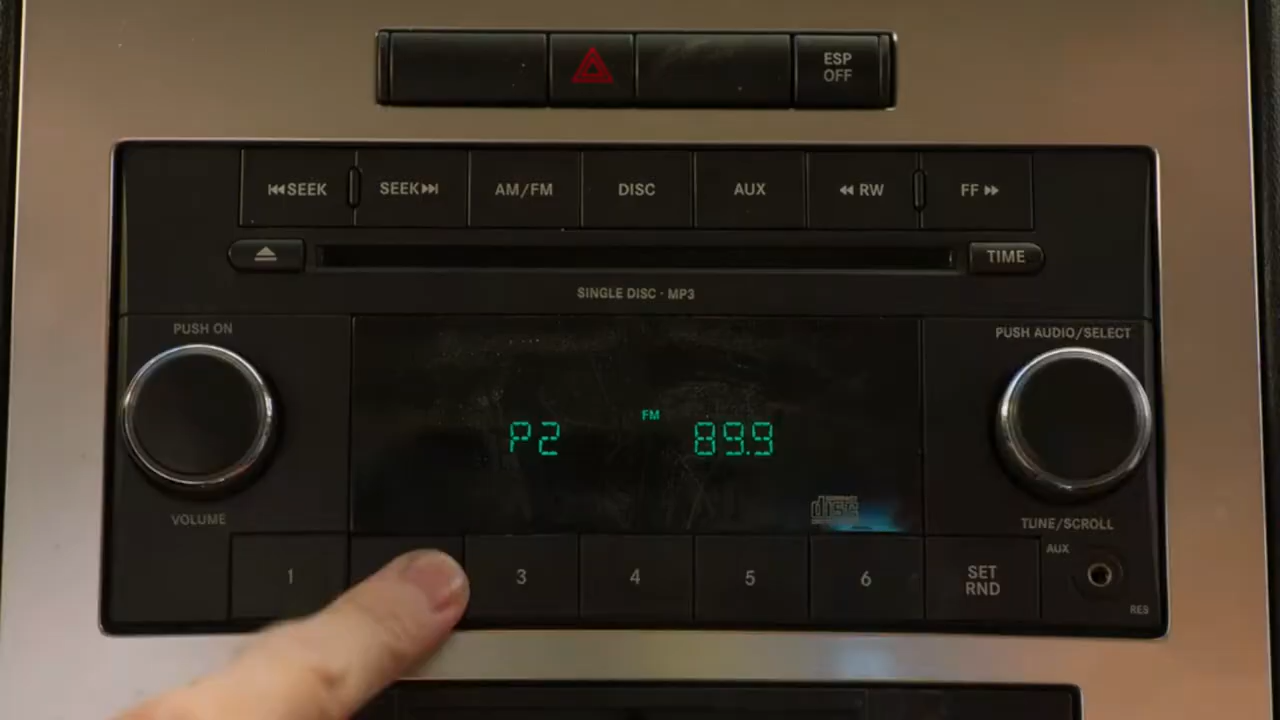 ESP
OFF
SEEK
SEEK
AM/FM
DISC
AUX
RW
FF
TIME
SINGLE DISC · MP3
PUSH ON
PUSH AUDIO/SELECT
FM
P2
89.9
COMPACT
disc
VOLUME
TUNE/SCROLL
1
3
4
5
6
SET
RND
AUX
RES